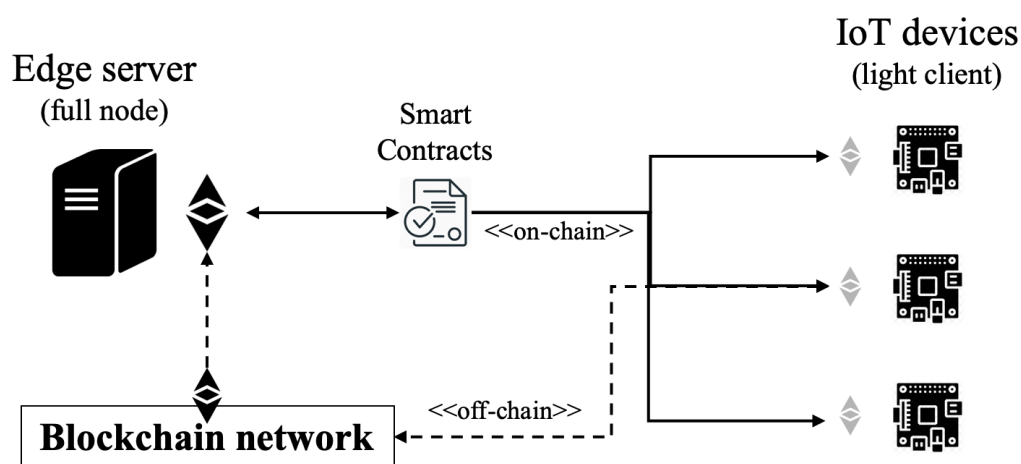 Edge server
(full node)
Smart
Contracts
IoT devices
(light client)
<<on-chain>>
<<off-chain>>
Blockchain network